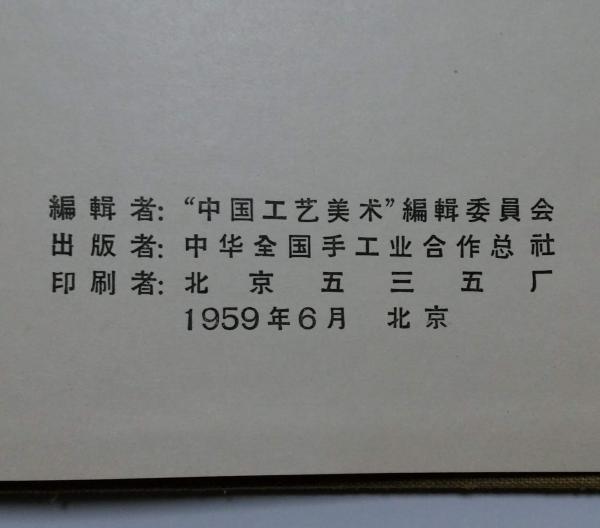 編輯者：“中国工艺美术”編輯委員会
出版者：中华全国手工业合作总社
印刷者：北京五三五厂
1959年6月 北京